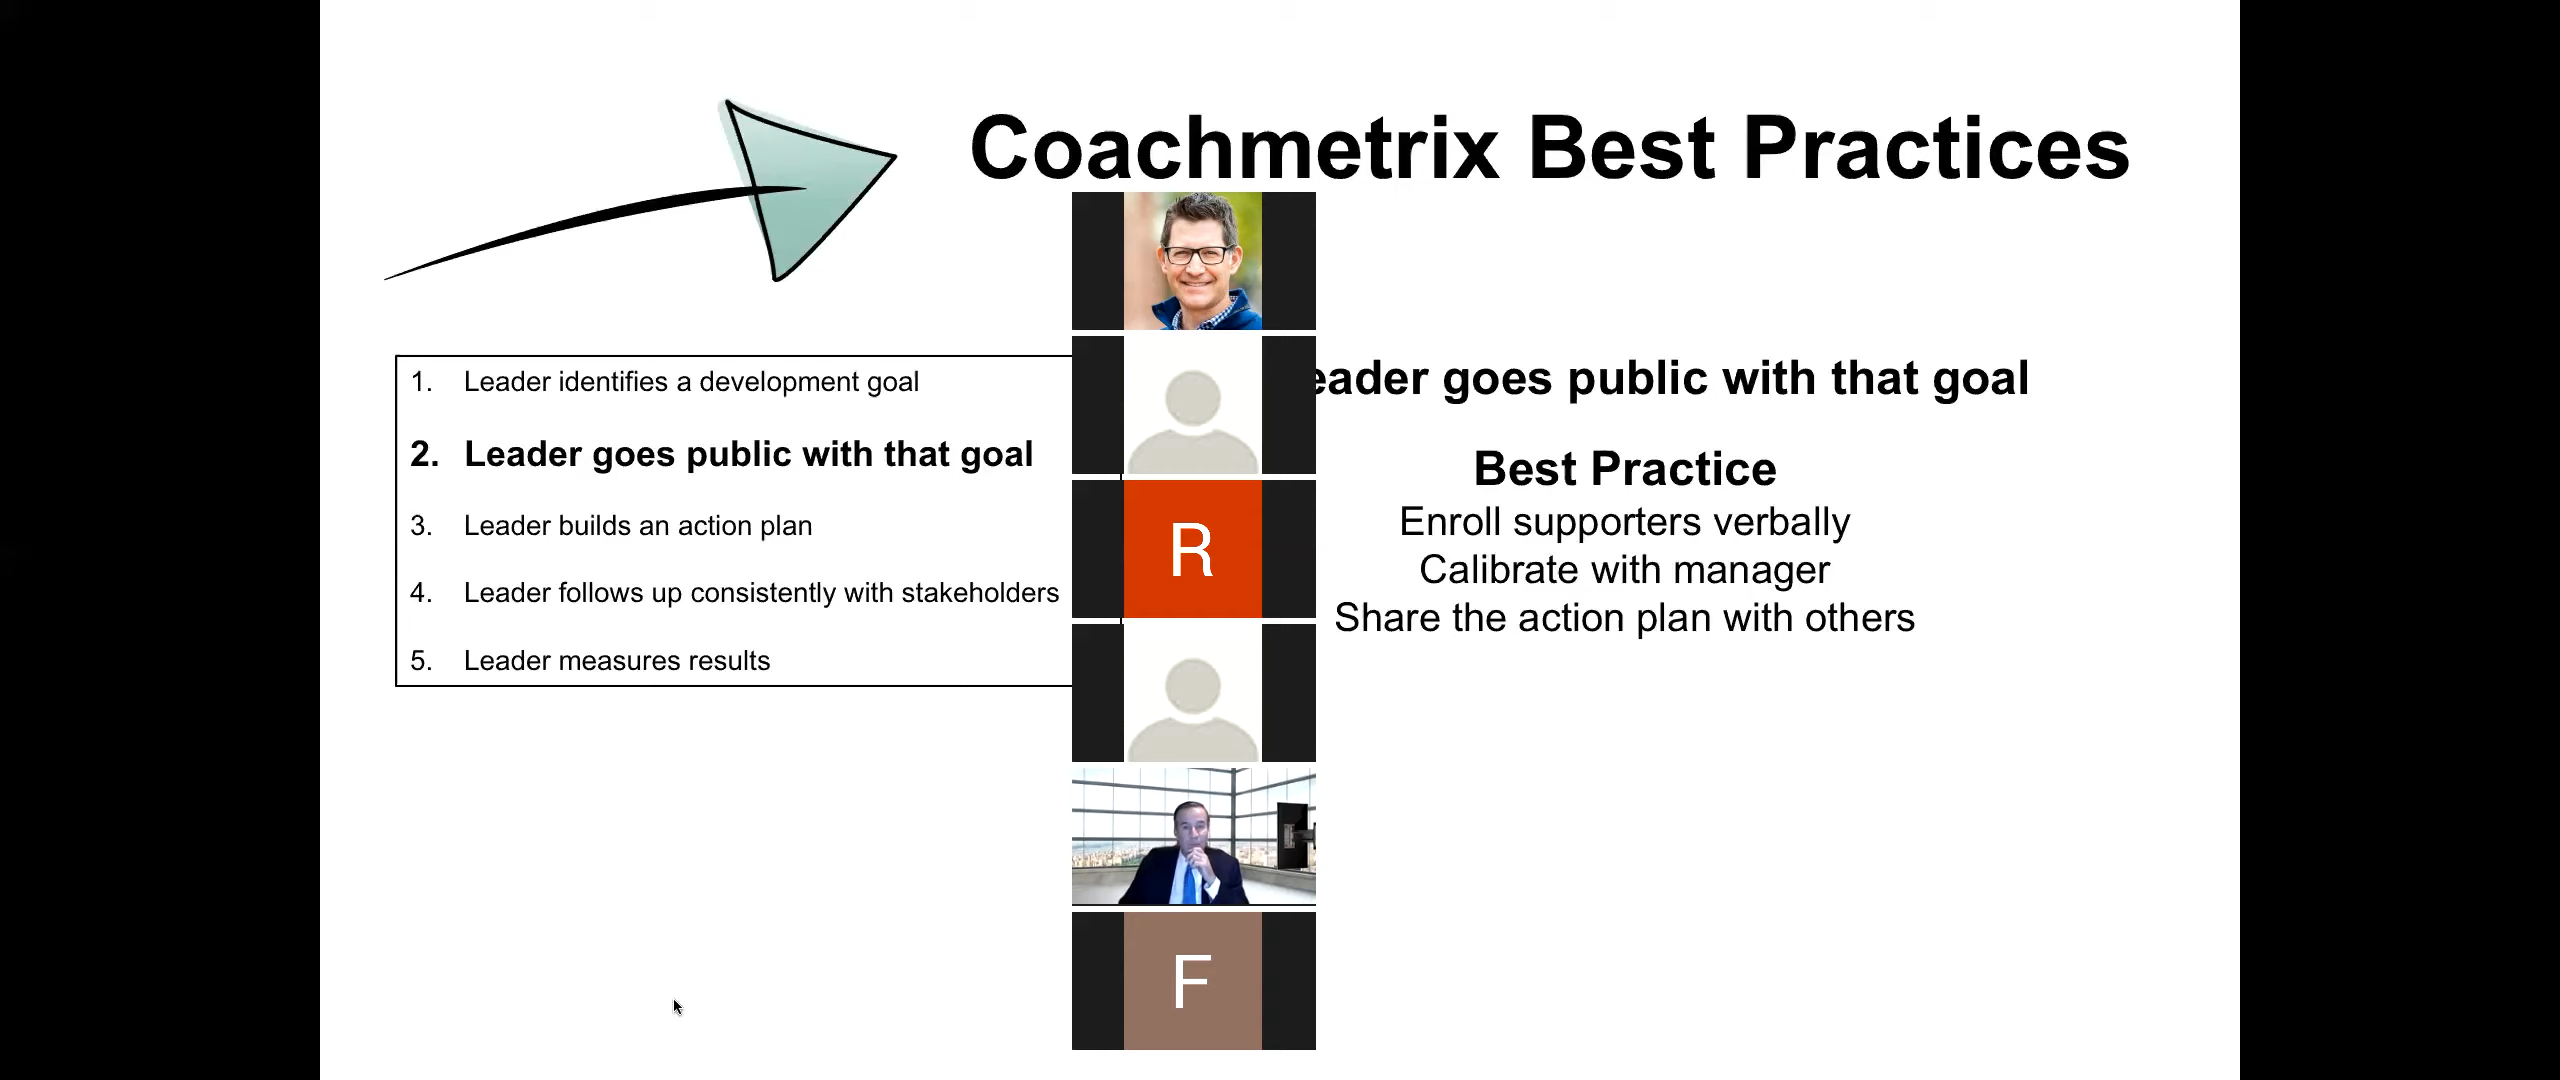 Coachmetrix Best Practices
1. Leader identifies a development goal
2. Leader goes public with that goal
3. Leader builds an action plan
4. Leader follows up consistently with stakeholders
5. Leader measures results
eader goes public with that goal
Best Practice
Enroll supporters verbally
Calibrate with manager
Share the action plan with others
R
F